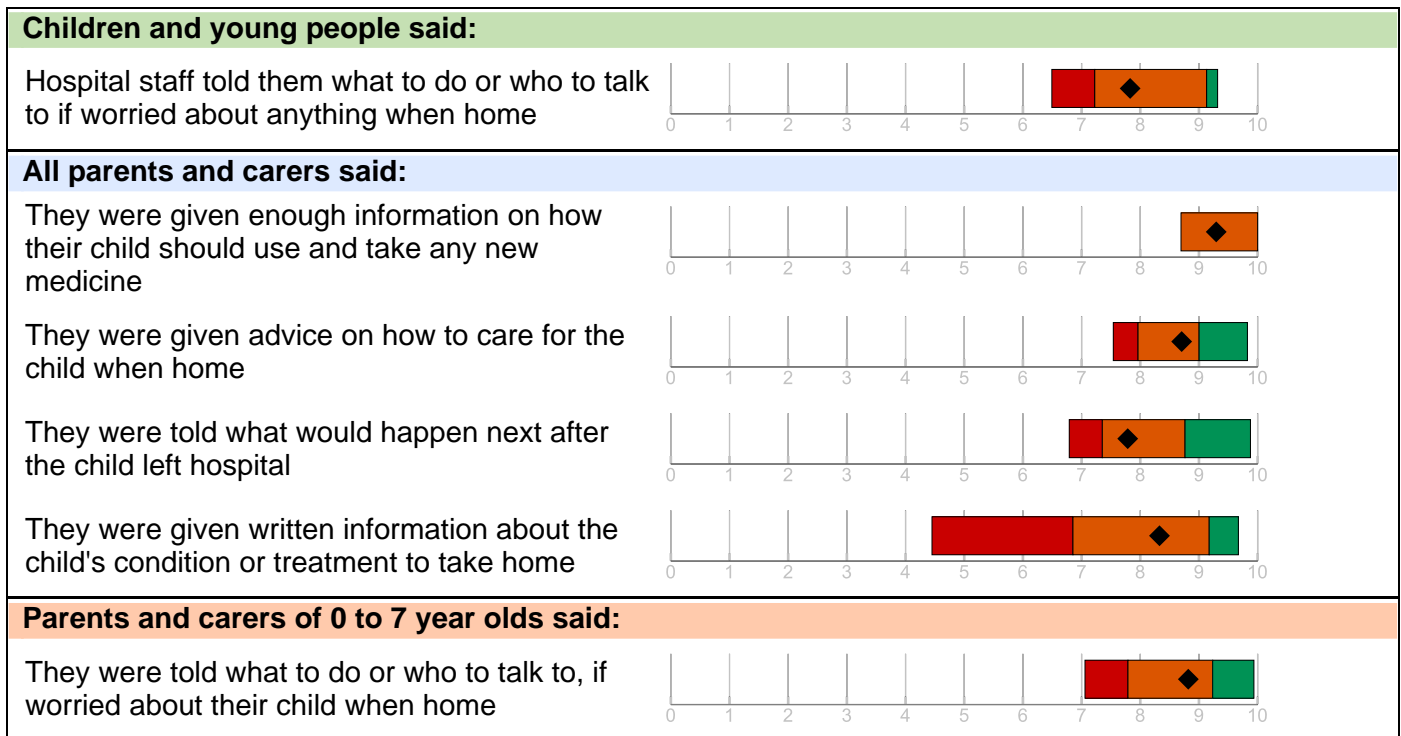 Children and young people said:
Hospital staff told them what to do or who to talk
to if worried about anything when home
0 1 2 3 4 5 6 7 8 9 10
All parents and carers said:
They were given enough information on how
their child should use and take any new
medicine
0 1 2 3 4 5 6 7 8 9 10
They were given advice on how to care for the
child when home
0 1 2 3 4 5 6 7 8 9 10
They were told what would happen next after
the child left hospital
0 1 2 3 4 5 6 7 8 9 10
They were given written information about the
child's condition or treatment to take home
0 1 2 3 4 5 6 7 8 9 10
Parents and carers of 0 to 7 year olds said:
They were told what to do or who to talk to, if
worried about their child when home
0 1 2 3 4 5 6 7 8 9 10